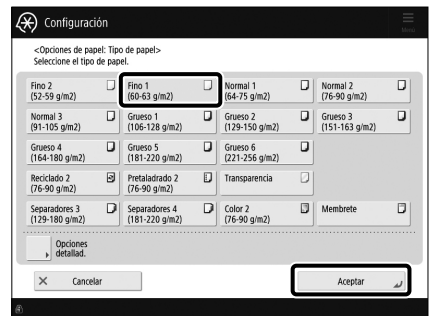 Configuración
Menú
<Opciones de papel: Tipo de papel>
Seleccione el tipo de papel.
Fino 2
(52-59 g/m2)
Fino 1
(60-63 g/m2)
Normal 1
(64-75 g/m2)
Normal 2
(76-90 g/m2)
Normal 3
(91-105 g/m2)
Grueso 1
(106-128 g/m2)
Grueso 2
(129-150 g/m2)
Grueso 3
(151-163 g/m2)
Grueso 4
(164-180 g/m2)
Grueso 5
(181-220 g/m2)
Grueso 6
(221-256 g/m2)
Reciclado 2
(76-90 g/m2)
Pretaladrado 2
(76-90 g/m2)
Transparencia
Separadores 3
(129-180 g/m2)
Separadores 4
(181-220 g/m2)
Color 2
(76-90 g/m2)
Membrete
Opciones
detallad.
Cancelar
Aceptar